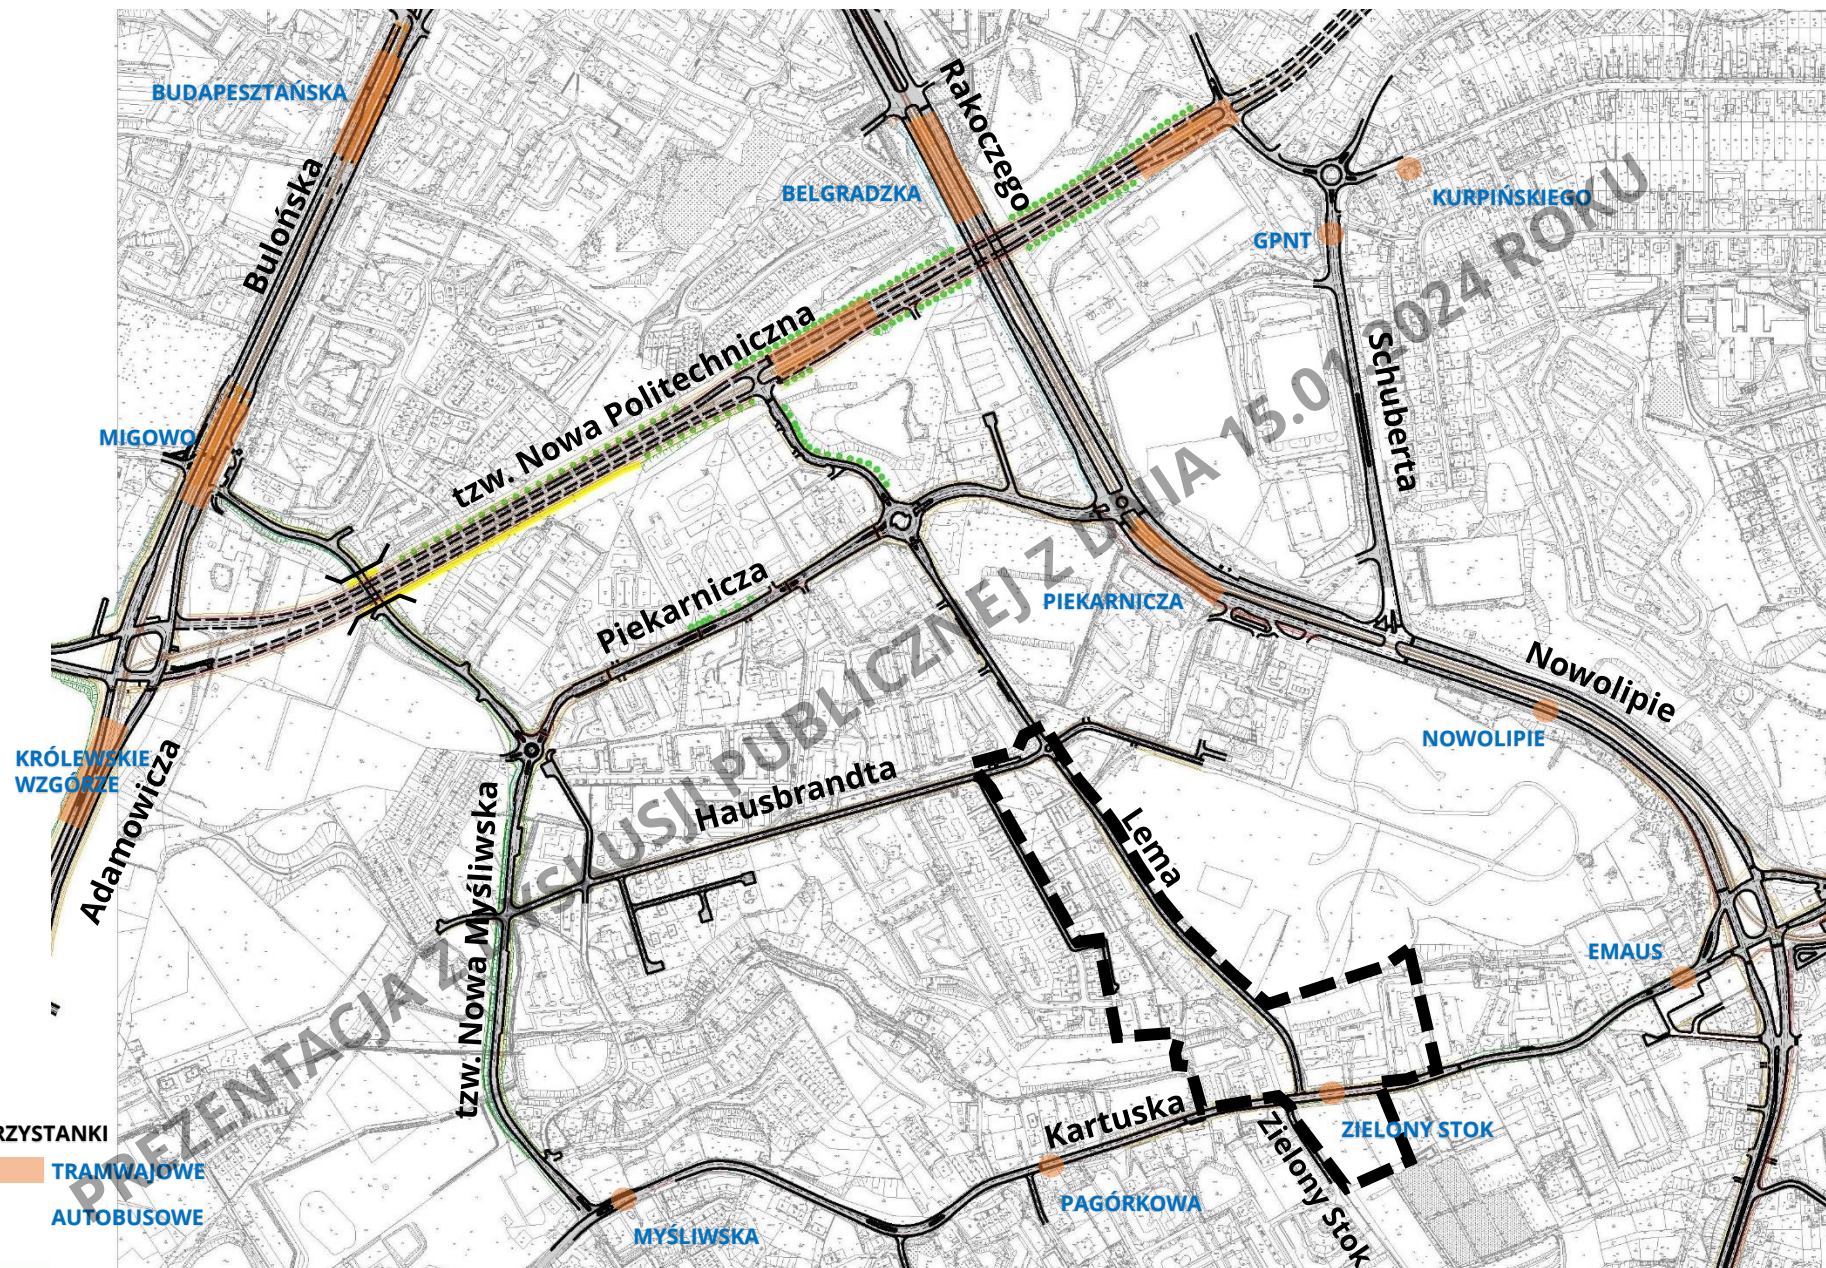 BUDAPESZTAŃSKA
Rakoczego
BELGRADZKA
KURPIŃSKIEGO
GPNT
Bulońska
tzw. Nowa Politechniczna
Schuberta
MIGOWO
Piekarnicza
PIEKARNICZA
Nowolipie
NOWOLIPIE
KRÓLEWSKIE
WZGÓRZE
Adamowicza
Hausbrandta
Lema
tzw. Nowa Myśliwska
EMAUS
Kartuska
ZIELONY STOK
Zielony Stok
PAGÓRKOWA
MYŚLIWSKA
RZYSTANKI
TRAMWAJOWE
AUTOBUSOWE
PREZENTACJA Z DYSKUSJI PUBLICZNEJ Z DNIA 15.01.2024 ROKU